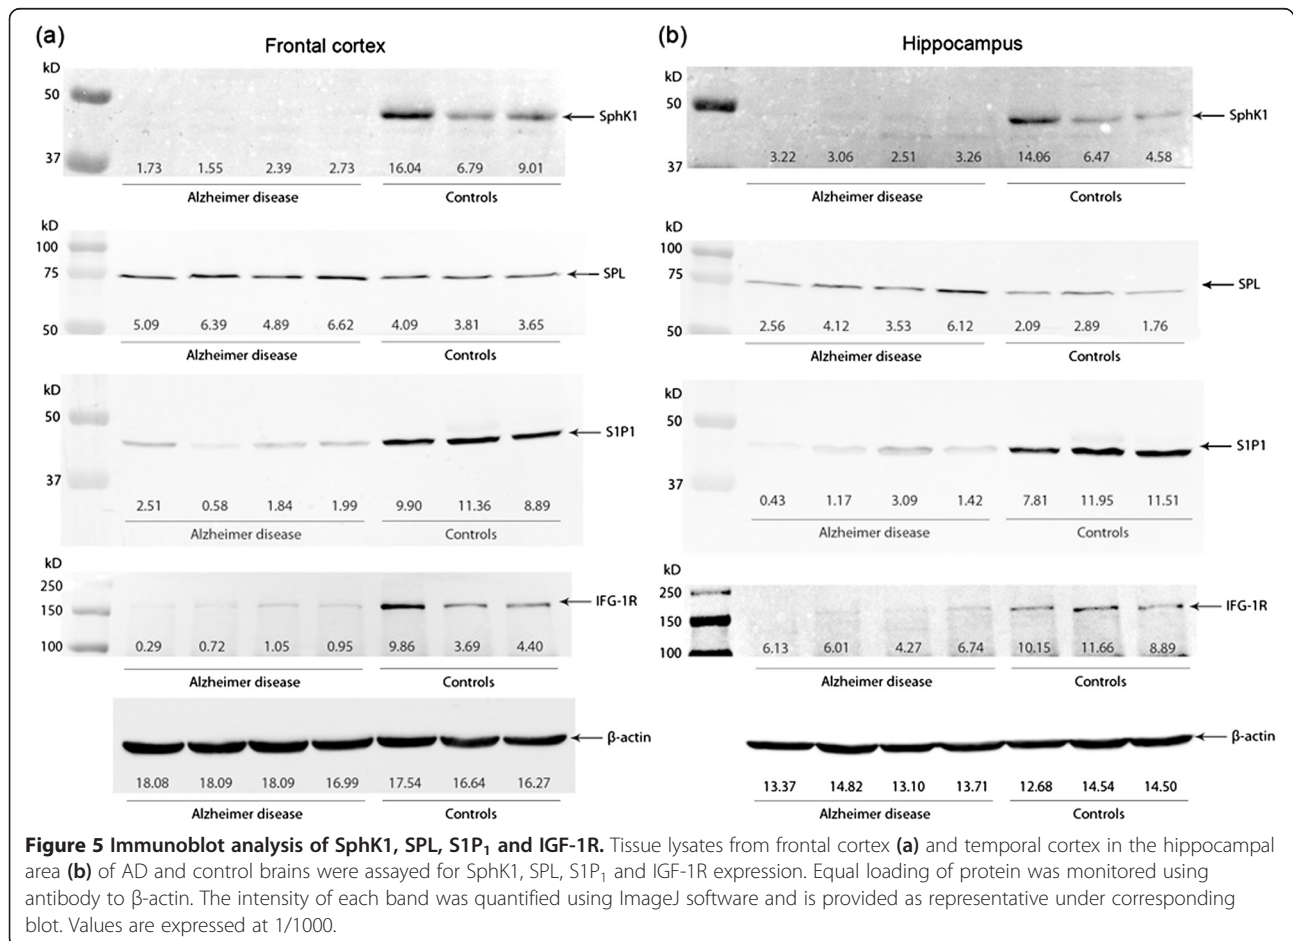 (a)
Frontal cortex
kD
50
37
SphK1
1.73 1.55 2.39 2.73 16.04 6.79 9.01
Alzheimer disease Controls
kD
100
75
50
SPL
5.09 6.39 4.89 6.62 4.09 3.81 3.65
Alzheimer disease Controls
kD
50
37
S1P1
2.51 0.58 1.84 1.99 9.90 11.36 8.89
Alzheimer disease Controls
kD
250
150
100
IFG-1R
0.29 0.72 1.05 0.95 9.86 3.69 4.40
Alzheimer disease Controls
β-actin
18.08 18.09 18.09 16.99 17.54 16.64 16.27
Alzheimer disease Controls
(b)
Hippocampus
kD
50
37
SphK1
3.22 3.06 2.51 3.26 14.06 6.47 4.58
Alzheimer disease Controls
kD
100
75
50
SPL
2.56 4.12 3.53 6.12 2.09 2.89 1.76
Alzheimer disease Controls
kD
50
37
S1P1
0.43 1.17 3.09 1.42 7.81 11.95 11.51
Alzheimer disease Controls
kD
250
150
100
IFG-1R
6.13 6.01 4.27 6.74 10.15 11.66 8.89
Alzheimer disease Controls
β-actin
13.37 14.82 13.10 13.71 12.68 14.54 14.50
Alzheimer disease Controls
Figure 5 Immunoblot analysis of SphK1, SPL, S1P₁ and IGF-1R. Tissue lysates from frontal cortex (a) and temporal cortex in the hippocampal
area (b) of AD and control brains were assayed for SphK1, SPL, S1P₁ and IGF-1R expression. Equal loading of protein was monitored using
antibody to β-actin. The intensity of each band was quantified using ImageJ software and is provided as representative under corresponding
blot. Values are expressed at 1/1000.